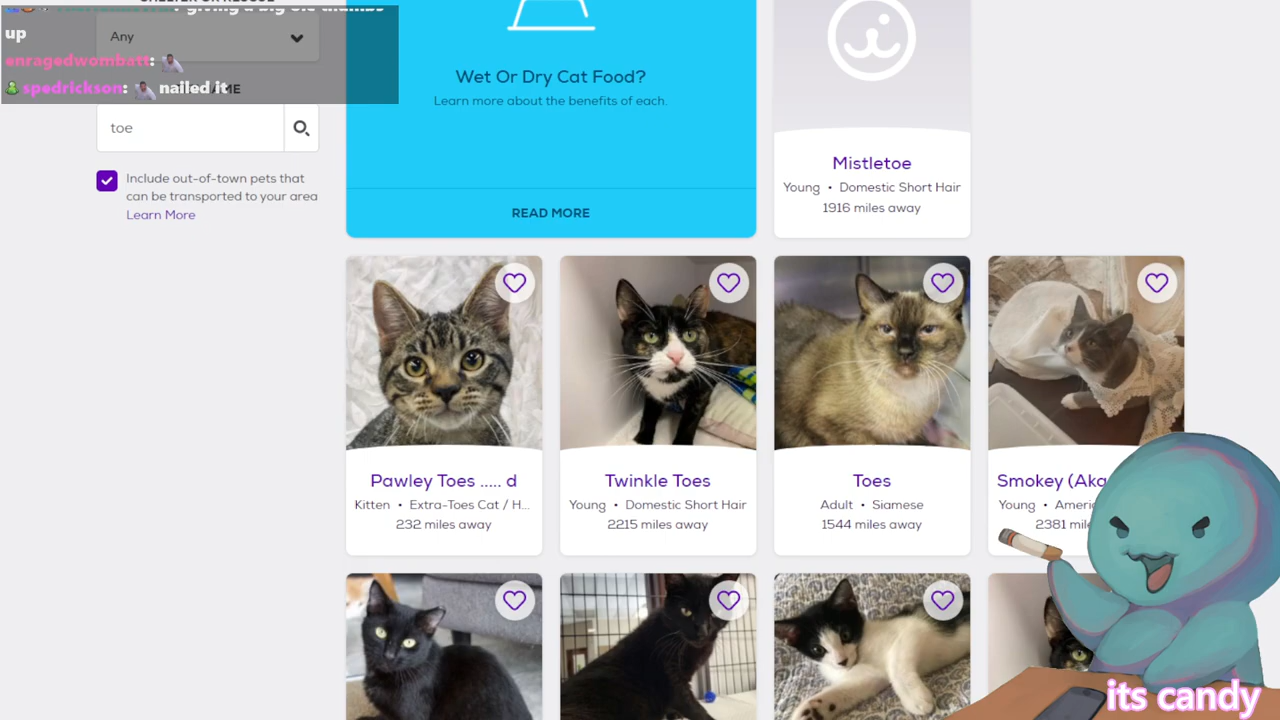 up
enragedwombatt:
spedrickson: nailed it
Any
toe
Include out-of-town pets that
can be transported to your area
Learn More
Wet Or Dry Cat Food?
Learn more about the benefits of each.
READ MORE
Mistletoe
Young • Domestic Short Hair
1916 miles away
Pawley Toes ..... d
Kitten • Extra-Toes Cat / H...
232 miles away
Twinkle Toes
Young • Domestic Short Hair
2215 miles away
Toes
Adult • Siamese
1544 miles away
Smokey (Aka
Young •
2381
its candy